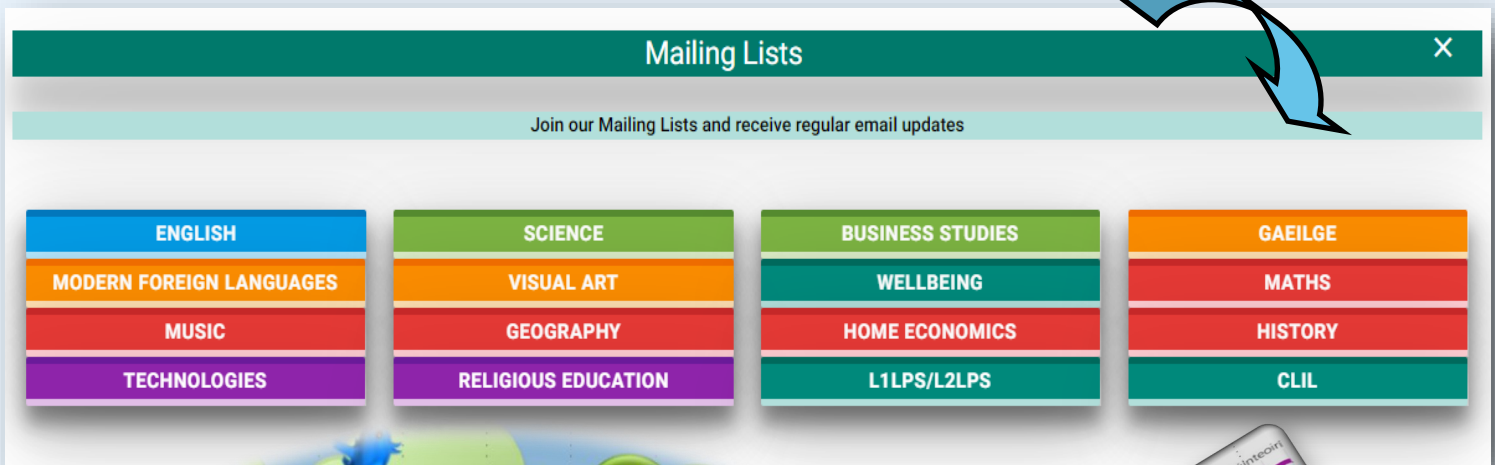 Mailing Lists
×
Join our Mailing Lists and receive regular email updates
ENGLISH
SCIENCE
BUSINESS STUDIES
GAEILGE
MODERN FOREIGN LANGUAGES
VISUAL ART
WELLBEING
MATHS
MUSIC
GEOGRAPHY
HOME ECONOMICS
HISTORY
TECHNOLOGIES
RELIGIOUS EDUCATION
L1LPS/L2LPS
CLIL